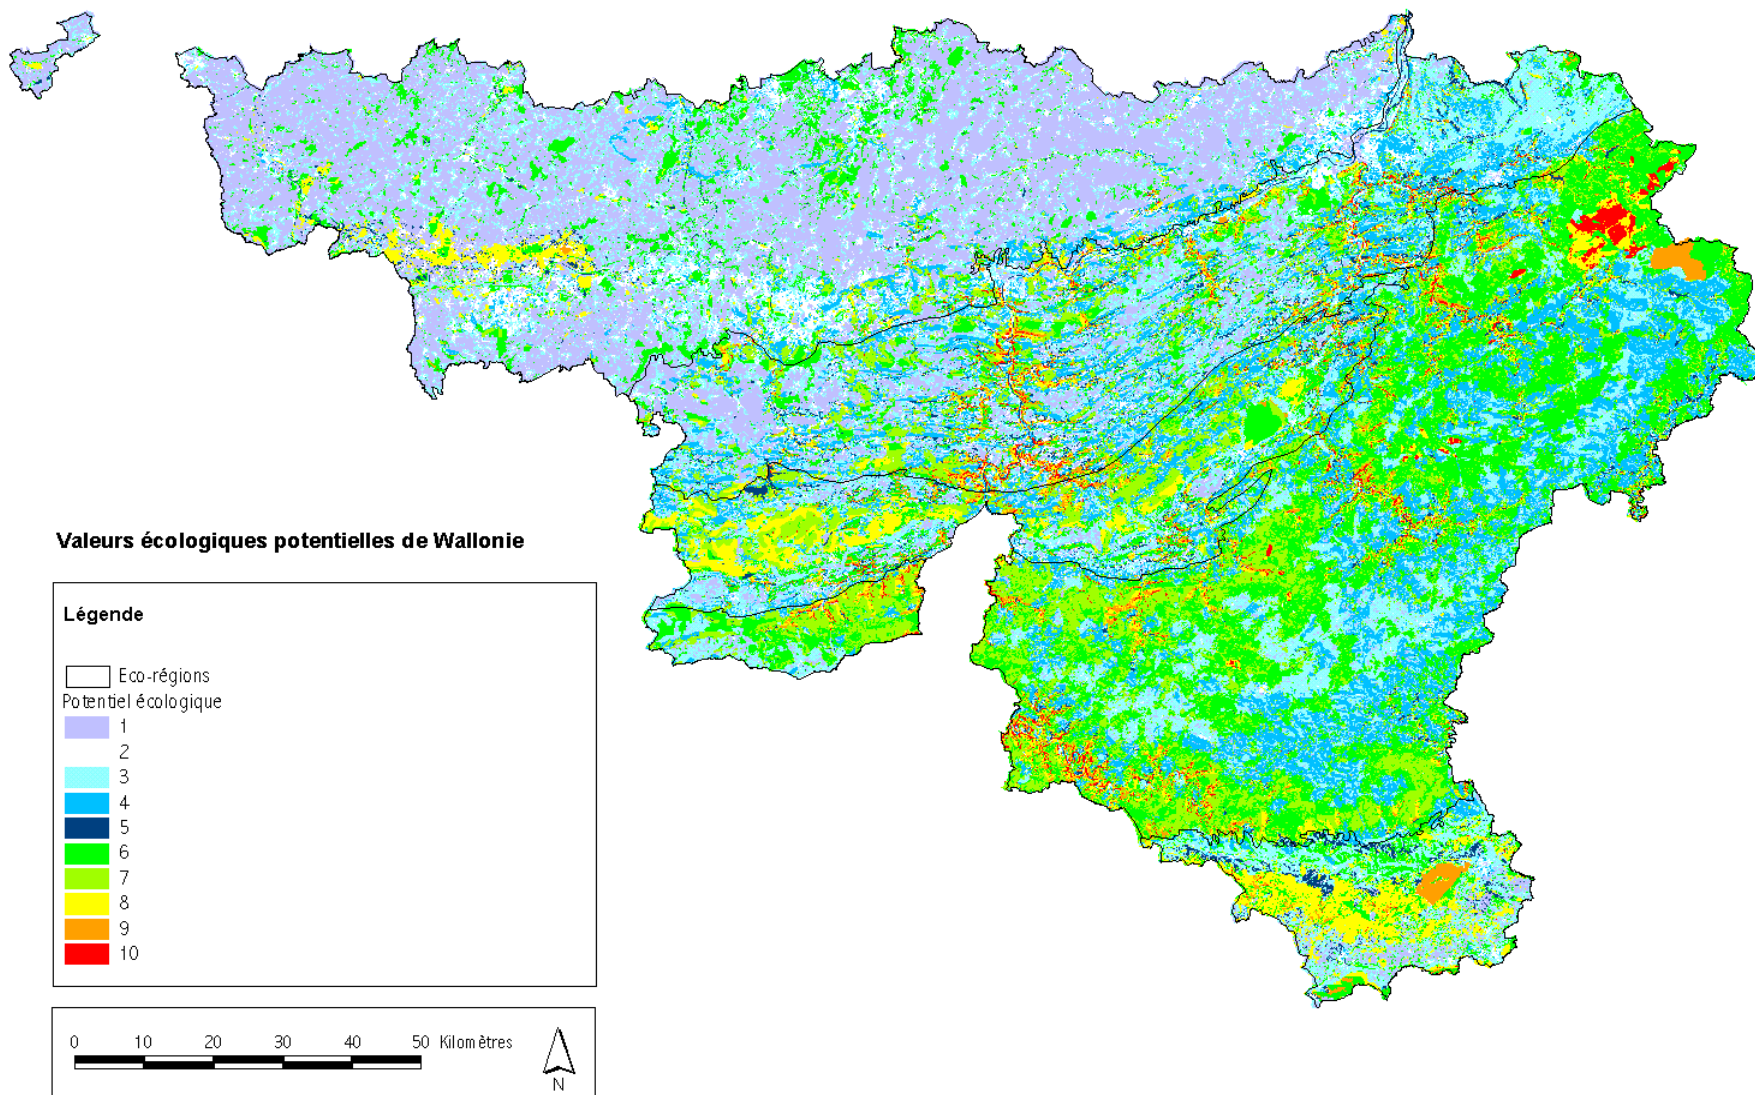 Valeurs écologiques potentielles de Wallonie
Légende
Eco-régions
Potentiel écologique
1
2
3
4
5
6
7
8
9
10
0 10 20 30 40 50 Kilomètres
N